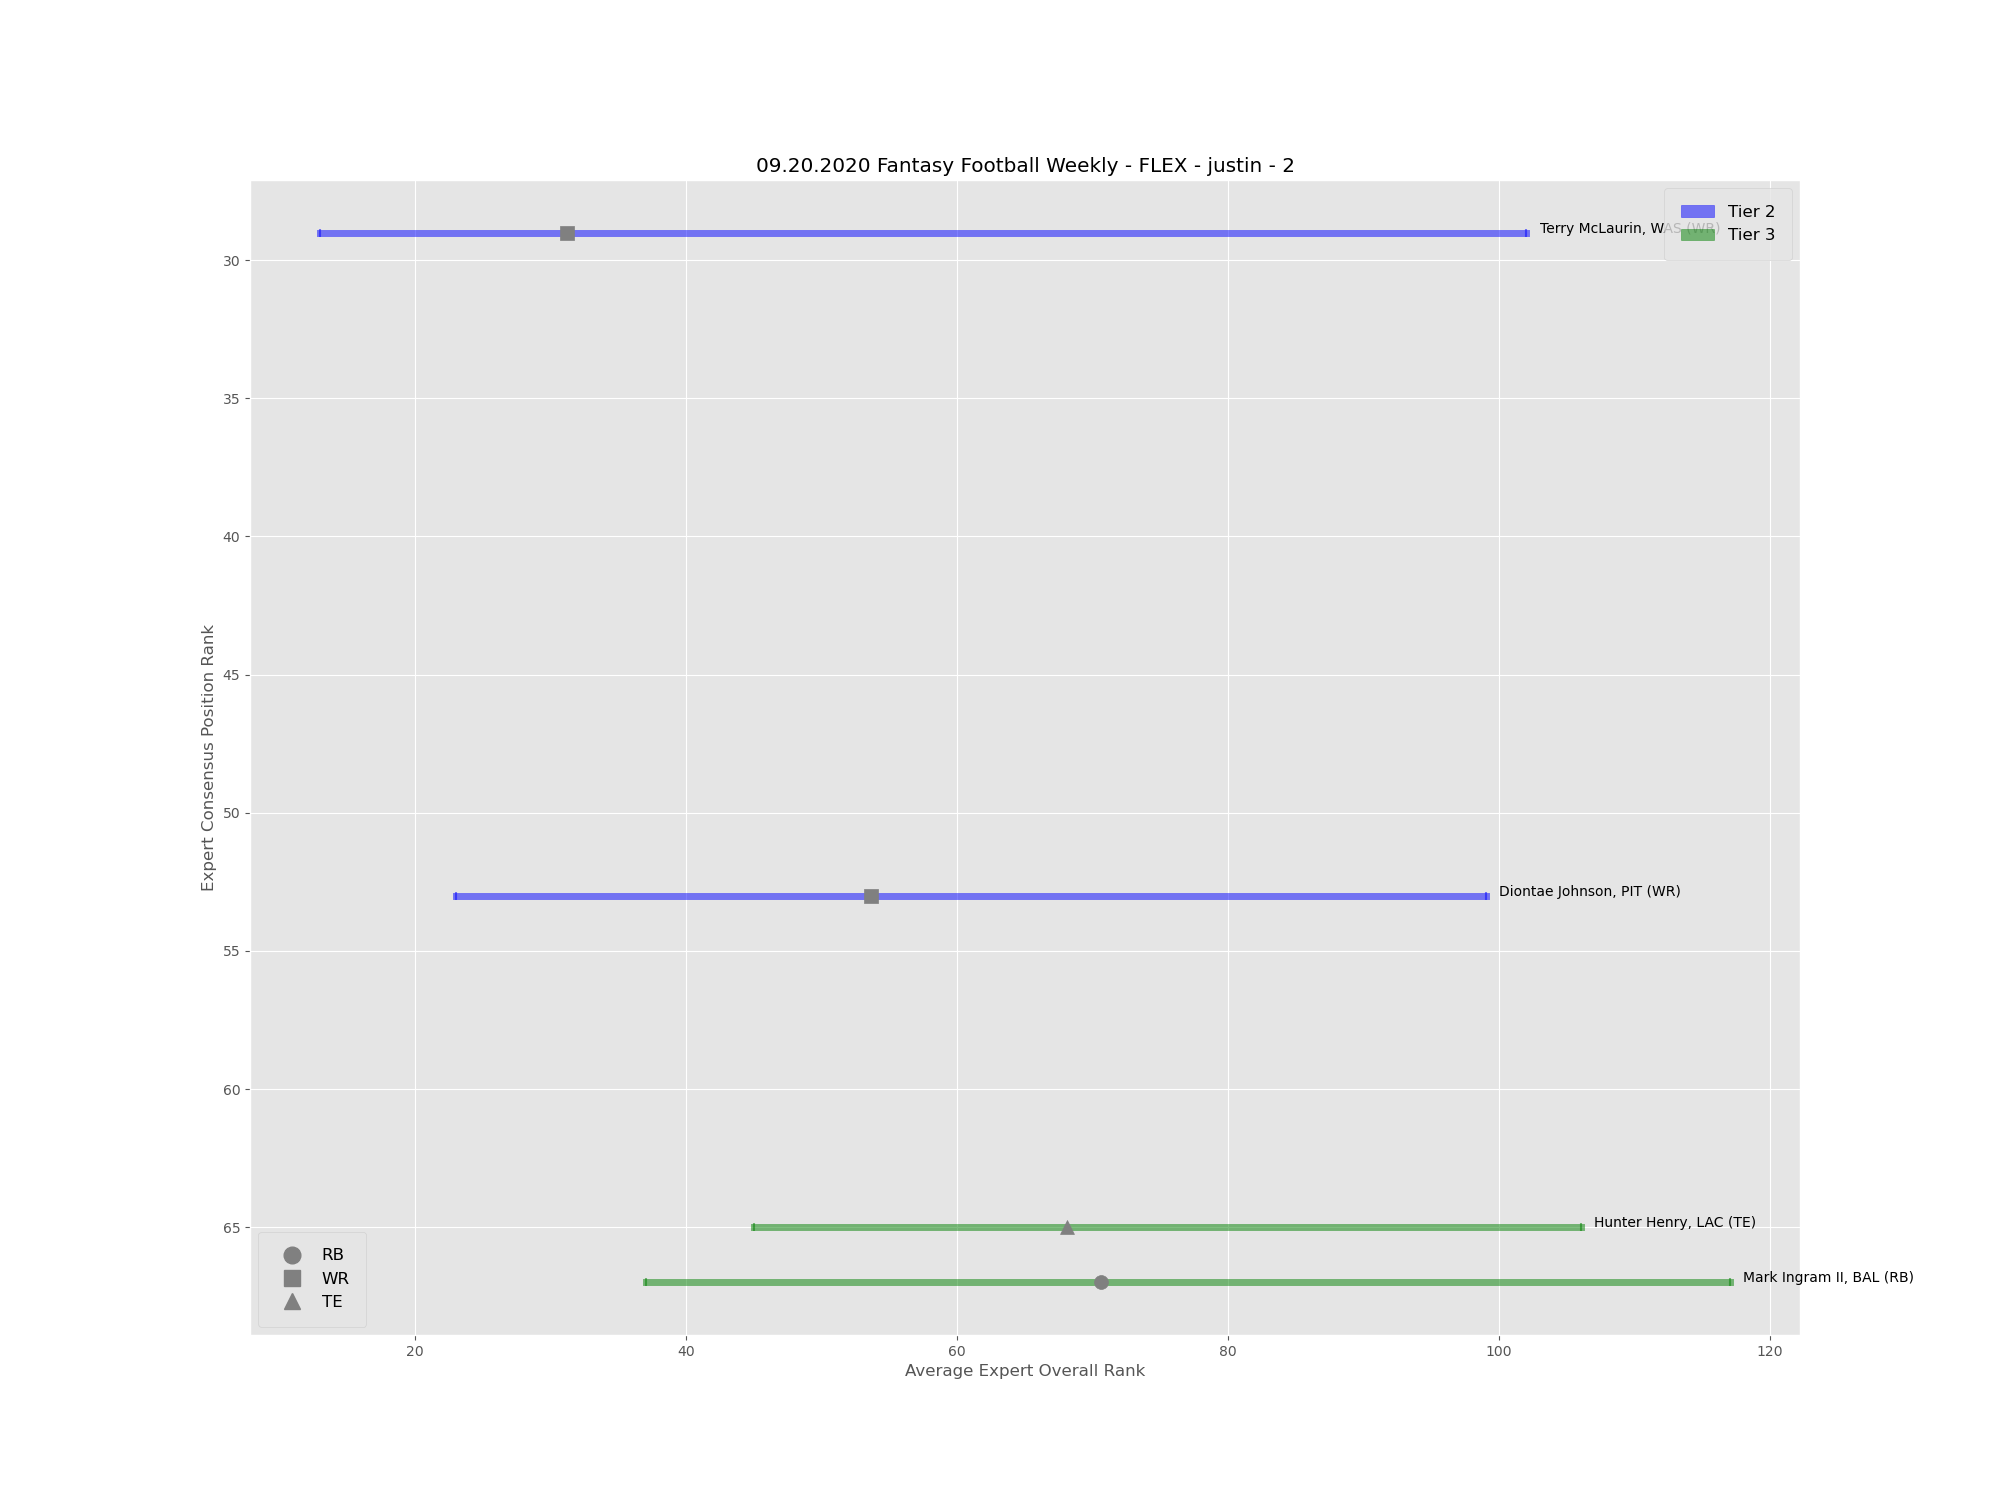 09.20.2020 Fantasy Football Weekly - FLEX - justin - 2
Tier 2
Tier 3
Terry McLaurin, WAS (WR)
30
35
40
45
50
55
60
65
Expert Consensus Position Rank
Diontae Johnson, PIT (WR)
Hunter Henry, LAC (TE)
Mark Ingram II, BAL (RB)
RB
WR
TE
20
40
60
80
100
120
Average Expert Overall Rank